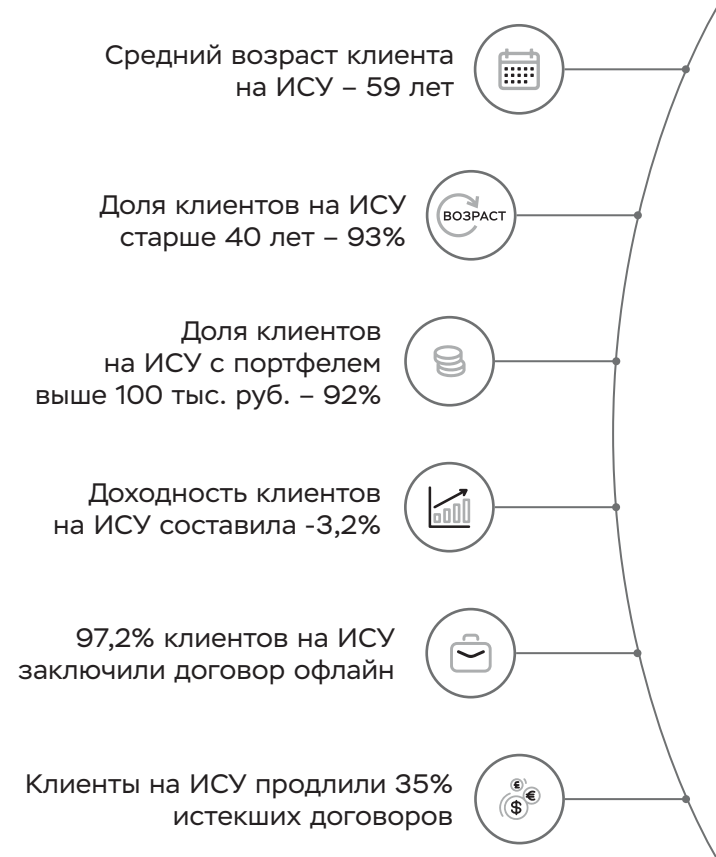 Средний возраст клиента
на ИСУ – 59 лет
Доля клиентов на ИСУ
старше 40 лет – 93%
ВОЗРАСТ
Доля клиентов
на ИСУ с портфелем
выше 100 тыс. руб. – 92%
Доходность клиентов
на ИСУ составила -3,2%
97,2% клиентов на ИСУ
заключили договор офлайн
Клиенты на ИСУ продлили 35%
истекших договоров
€
€
$